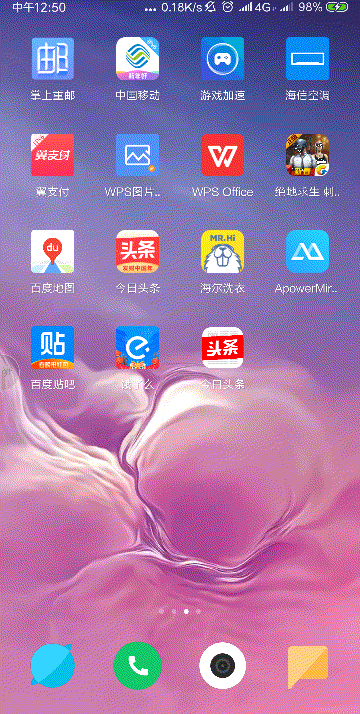 中午12:50 ... 0.18K/s 4G 98%
掌上重邮 中国移动 游戏加速 海信空调
翼支付 WPS图片.. WPS Office 绝地求生 刺..
百度地图 今日头条 海尔洗衣 ApowerMir..
百度贴吧 饿了么 今日头条
邮
新年好
翼支付
du
头条
发现中国年
MR.Hi
贴
头条